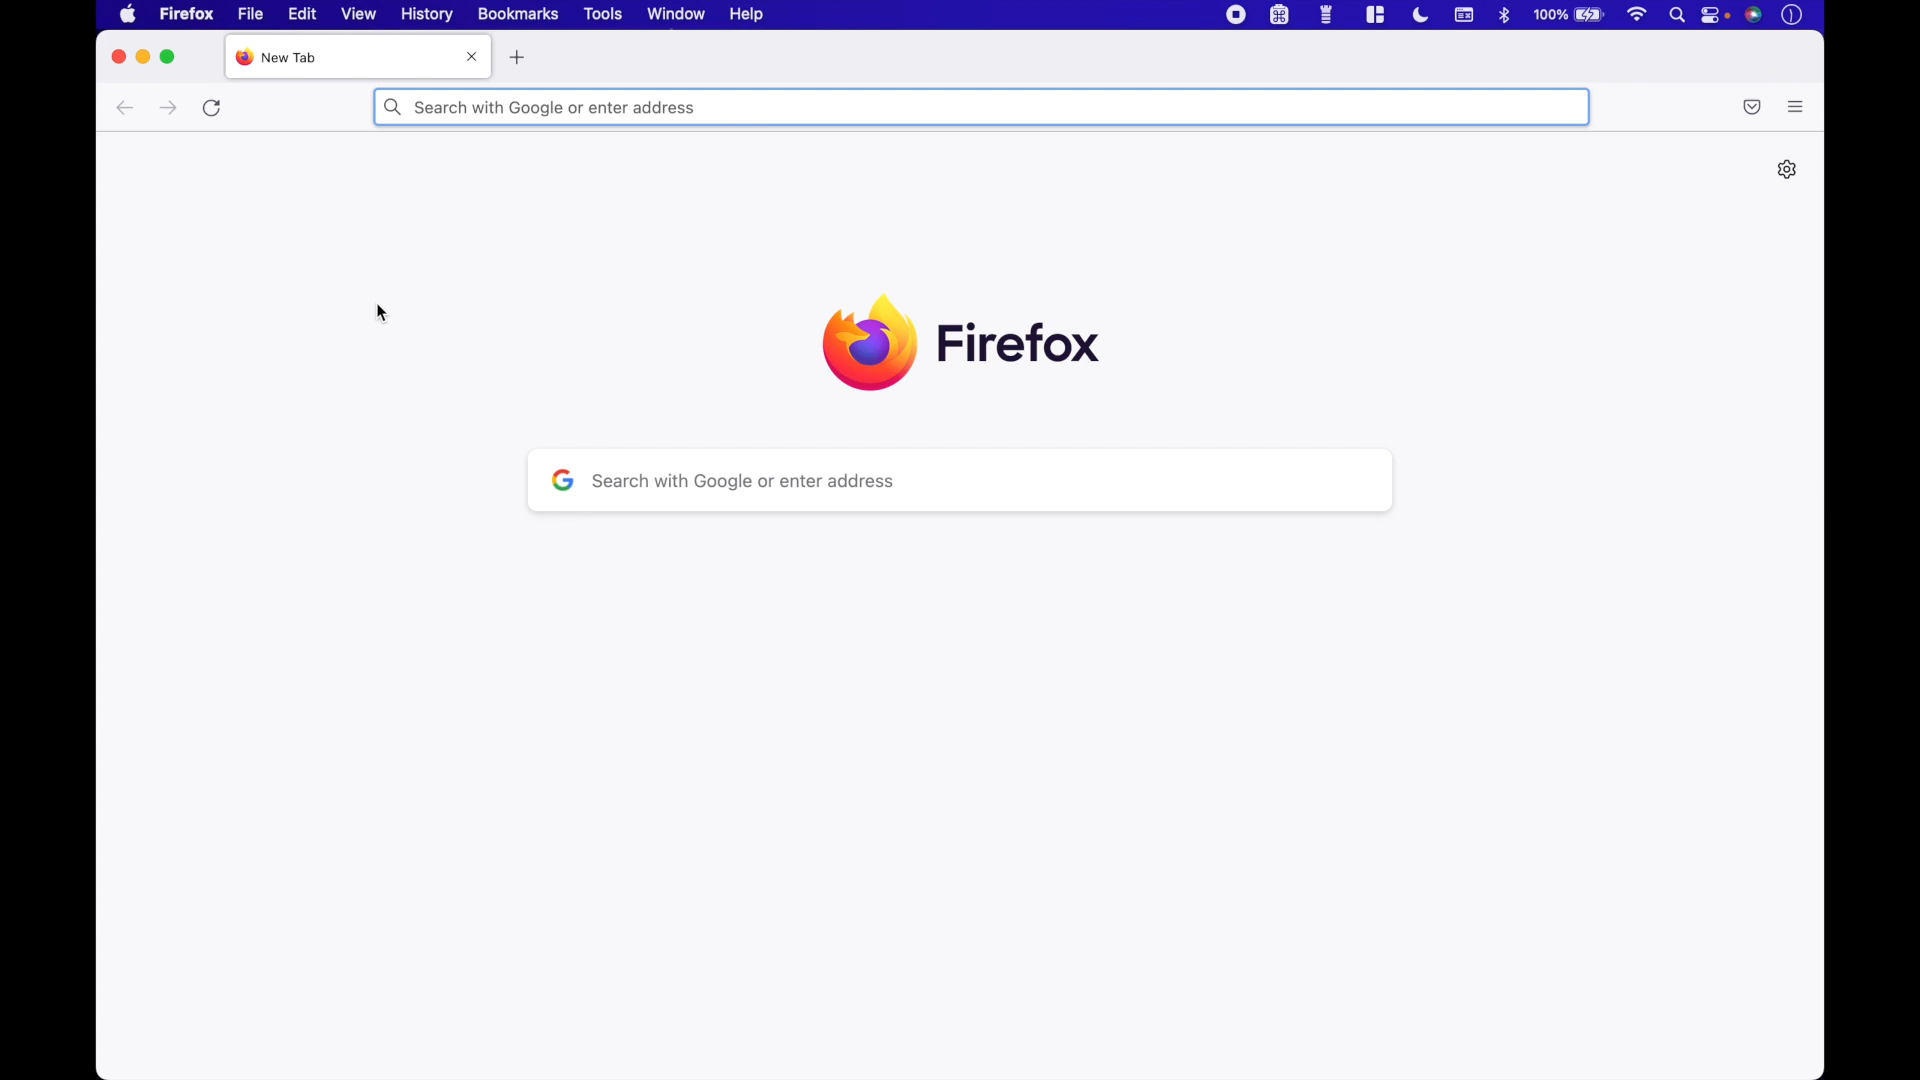 Firefox File Edit View History Bookmarks Tools Window Help 100%
New Tab
Search with Google or enter address
Firefox
Search with Google or enter address